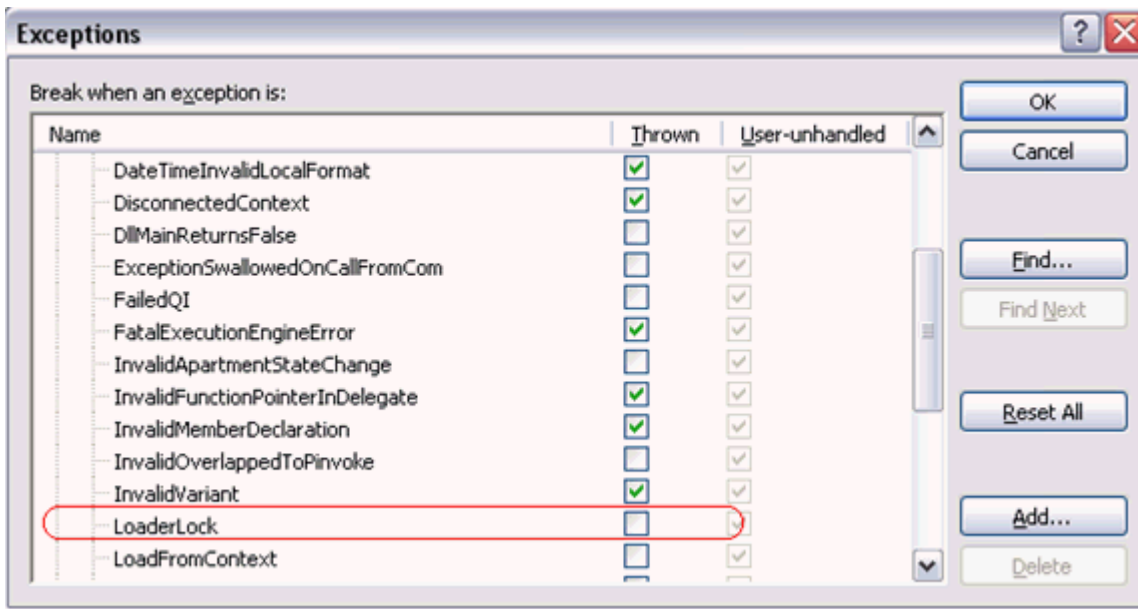 Exceptions
Break when an exception is:
Name Thrown User-unhandled
DateTimeInvalidLocalFormat
DisconnectedContext
DllMainReturnsFalse
ExceptionSwallowedOnCallFromCom
FailedQI
FatalExecutionEngineError
InvalidApartmentStateChange
InvalidFunctionPointerInDelegate
InvalidMemberDeclaration
InvalidOverlappedToPinvoke
InvalidVariant
LoaderLock
LoadFromContext
OK
Cancel
Find...
Find Next
Reset All
Add...
Delete